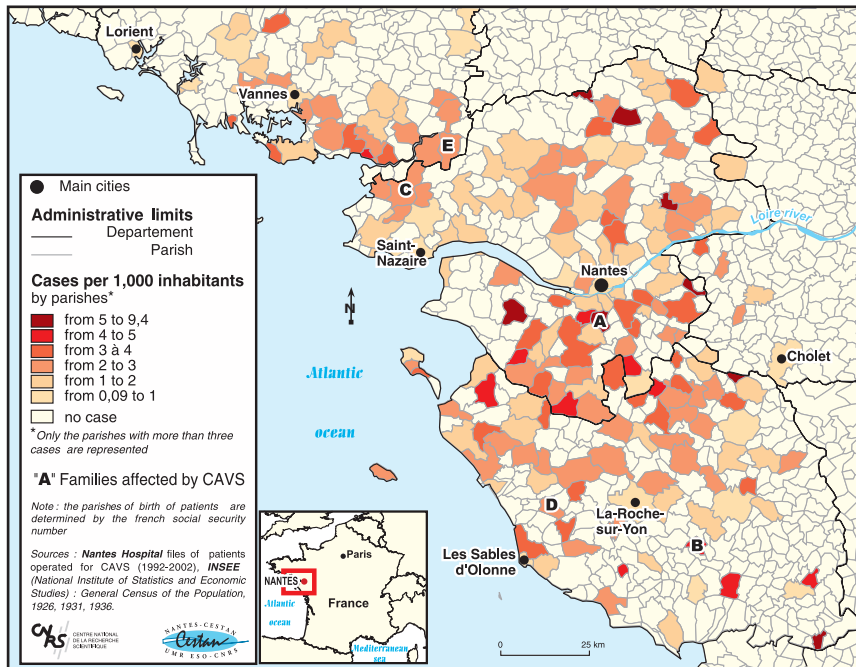 Lorient
Vannes
E
C
Saint-
Nazaire
Loire river
Nantes
A
Cholet
Atlantic
ocean
D
La-Roche-
sur-Yon
B
Les Sables
d'Olonne
N
0 25 km
Main cities
Administrative limits
Departement
Parish
Cases per 1,000 inhabitants
by parishes*
from 5 to 9,4
from 4 to 5
from 3 à 4
from 2 to 3
from 1 to 2
from 0,09 to 1
no case
*Only the parishes with more than three
cases are represented
"A" Families affected by CAVS
Note : the parishes of birth of patients are
determined by the french social security
number
Sources : Nantes Hospital files of patients
operated for CAVS (1992-2002), INSEE
(National Institute of Statistics and Economic
Studies) : General Census of the Population,
1926, 1931, 1936.
CNRS
CENTRE NATIONAL
DE LA RECHERCHE
SCIENTIFIQUE
NANTES-CESTAN
Cestan
UMR ESO-CNRS
Paris
NANTES
France
Atlantic
ocean
Mediterranean
sea